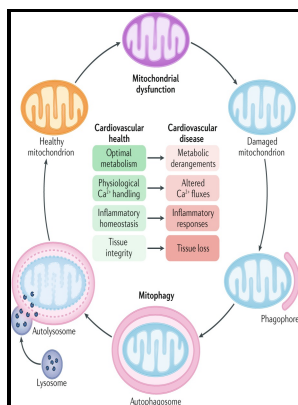 Mitochondrial
dysfunction
Healthy
mitochondrion
Cardiovascular
health
Cardiovascular
disease
Damaged
mitochondrion
Optimal
metabolism
Metabolic
derangements
Physiological
Ca²⁺ handling
Altered
Ca²⁺ fluxes
Inflammatory
homeostasis
Inflammatory
responses
Tissue
integrity
Tissue loss
Mitophagy
Phagophore
Autolysosome
Lysosome
Autophagosome